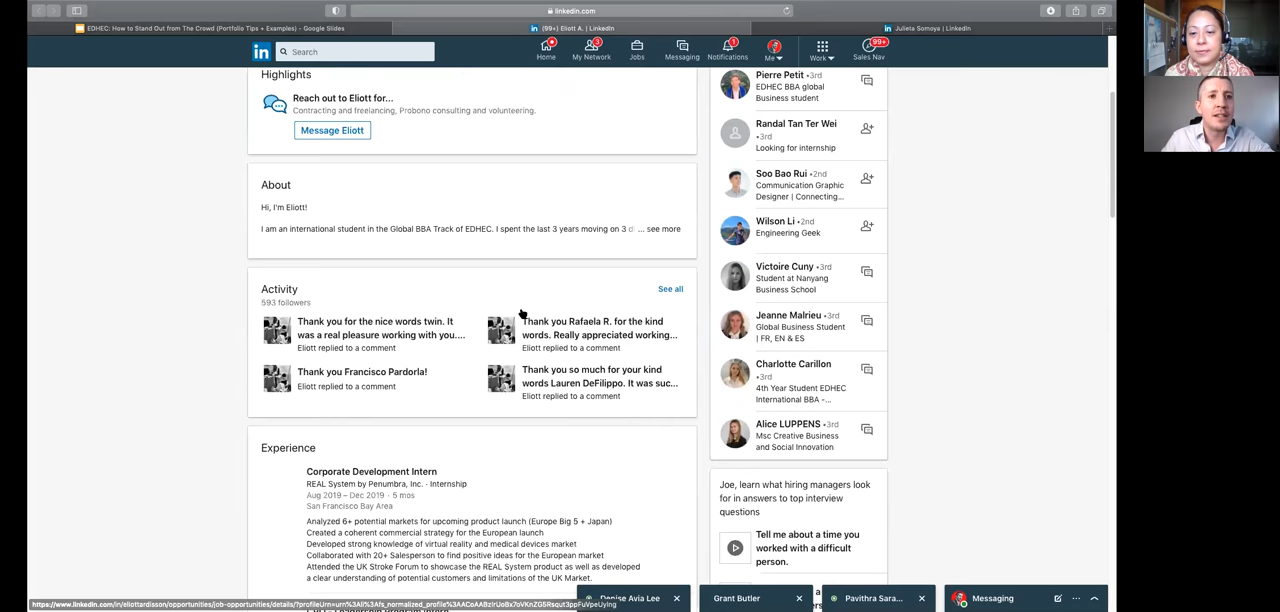 linkedin.com
EDHEC: How to Stand Out from The Crowd (Portfolio Tips + Examples) - Google Slides
(99+) Eliott A. | LinkedIn
Julieta Somoya | LinkedIn
in
Search
Home
3
My Network
Jobs
Messaging
1
Notifications
Me
Work
99+
Sales Nav
Highlights
Reach out to Eliott for...
Contracting and freelancing, Probono consulting and volunteering.
Message Eliott
About
Hi, I'm Eliott!
I am an international student in the Global BBA Track of EDHEC. I spent the last 3 years moving on 3 ... see more
Activity
593 followers
See all
Thank you for the nice words twin. It
was a real pleasure working with you....
Eliott replied to a comment
Thank you Rafaela R. for the kind
words. Really appreciated working...
Eliott replied to a comment
Thank you Francisco Pardorla!
Eliott replied to a comment
Thank you so much for your kind
words Lauren DeFilippo. It was suc...
Eliott replied to a comment
Experience
Corporate Development Intern
REAL System by Penumbra, Inc. · Internship
Aug 2019 – Dec 2019 · 5 mos
San Francisco Bay Area
Analyzed 6+ potential markets for upcoming product launch (Europe Big 5 + Japan)
Created a coherent commercial strategy for the European launch
Developed strong knowledge of virtual reality and medical devices market
Collaborated with 20+ Salesperson to find positive ideas for the European market
Attended the UK Stroke Forum to showcase the REAL System product as well as developed
a clear understanding of potential customers and limitations of the UK Market.
Pierre Petit • 3rd
EDHEC BBA global
Business student
Randal Tan Ter Wei
• 3rd
Looking for internship
Soo Bao Rui • 2nd
Communication Graphic
Designer | Connecting...
Wilson Li • 2nd
Engineering Geek
Victoire Cuny • 3rd
Student at Nanyang
Business School
Jeanne Malrieu • 3rd
Global Business Student
| FR, EN & ES
Charlotte Carillon
• 3rd
4th Year Student EDHEC
International BBA -...
Alice LUPPENS • 3rd
Msc Creative Business
and Social Innovation
Joe, learn what hiring managers look
for in answers to top interview
questions
Tell me about a time you
worked with a difficult
person.
Denise Avia Lee
Grant Butler
Pavithra Sara...
Messaging